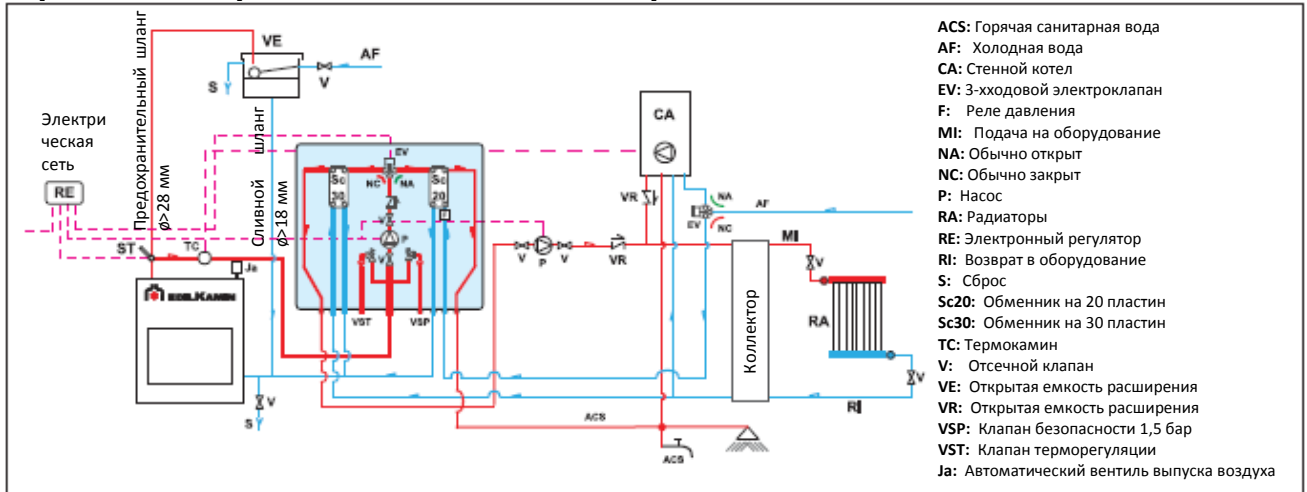 Предохранительный шланг
ø>28 мм
VE
AF
V
S
Электри
ческая
сеть
RE
Сливной шланг
ø>18 мм
CA
EV
Sc
30
NC
NA
Sc
20
V
P
V
F
VR
NA
EV
NC
AF
ST
TC
Ja
EDILKAMIN
VST
VSP
V
P
V
VR
MI
V
RA
Коллектор
V
RI
V
S
ACS
ACS
ACS: Горячая санитарная вода
AF: Холодная вода
CA: Стенной котел
EV: 3-хходовой электроклапан
F: Реле давления
MI: Подача на оборудование
NA: Обычно открыт
NC: Обычно закрыт
P: Насос
RA: Радиаторы
RE: Электронный регулятор
RI: Возврат в оборудование
S: Сброс
Sc20: Обменник на 20 пластин
Sc30: Обменник на 30 пластин
TC: Термокамин
V: Отсечной клапан
VE: Открытая емкость расширения
VR: Открытая емкость расширения
VSP: Клапан безопасности 1,5 бар
VST: Клапан терморегуляции
Ja: Автоматический вентиль выпуска воздуха